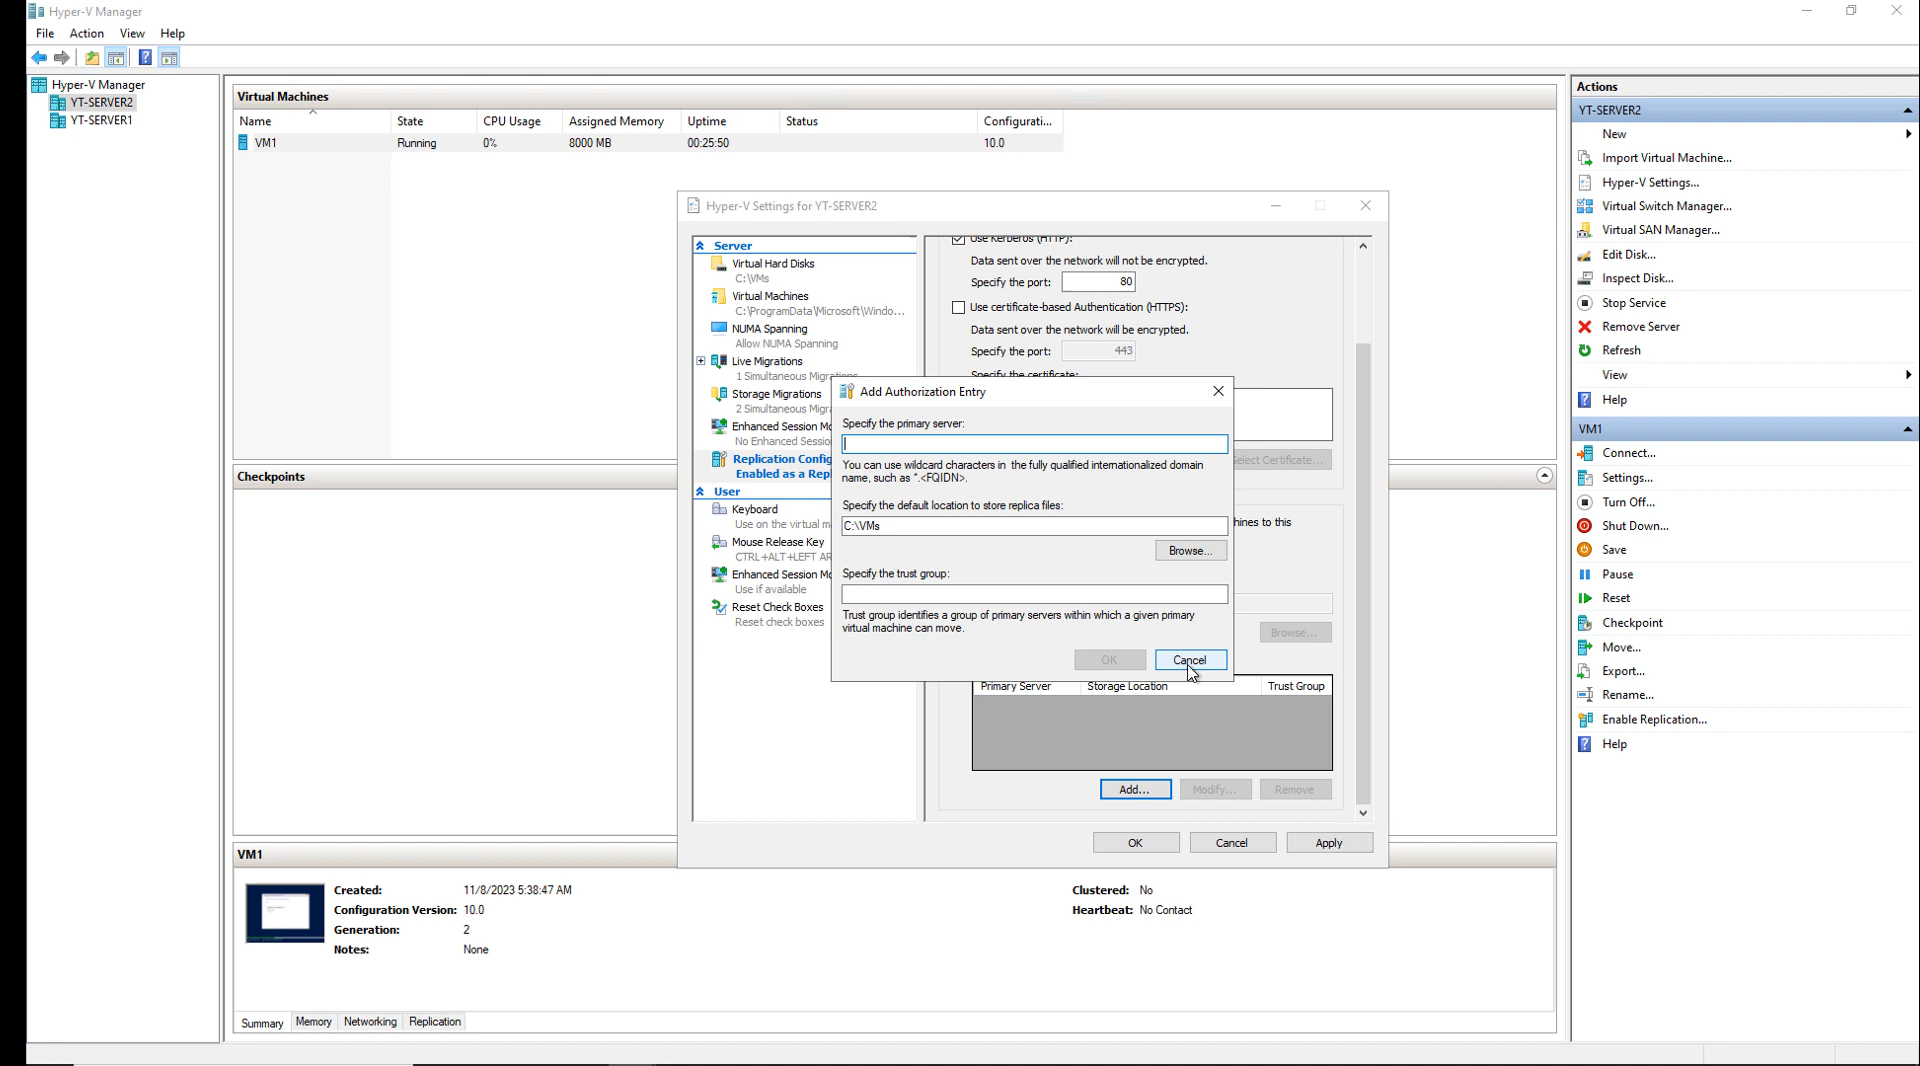 Hyper-V Manager
File Action View Help
Hyper-V Manager
YT-SERVER2
YT-SERVER1
Virtual Machines
Name State CPU Usage Assigned Memory Uptime Status Configurati...
VM1 Running 0% 8000 MB 00:25:50 10.0
Checkpoints
Hyper-V Settings for YT-SERVER2
Server
Virtual Hard Disks
C:\VMs
Virtual Machines
C:\ProgramData\Microsoft\Windo...
NUMA Spanning
Allow NUMA Spanning
Live Migrations
1 Simultaneous Migrations
Storage Migrations
2 Simultaneous Migra
Enhanced Session Mo
No Enhanced Sessio
Replication Config
Enabled as a Repl
User
Keyboard
Use on the virtual m
Mouse Release Key
CTRL+ALT+LEFT AR
Enhanced Session Mo
Use if available
Reset Check Boxes
Reset check boxes
Use Kerberos (HTTP):
Data sent over the network will not be encrypted.
Specify the port: 80
Use certificate-based Authentication (HTTPS):
Data sent over the network will be encrypted.
Specify the port: 443
Specify the certificate:
Select Certificate...
hines to this
Browse...
Add Authorization Entry
Specify the primary server:
You can use wildcard characters in the fully qualified internationalized domain
name, such as *.<FQIDN>.
Specify the default location to store replica files:
C:\VMs
Browse...
Specify the trust group:
Trust group identifies a group of primary servers within which a given primary
virtual machine can move.
OK Cancel
Primary Server Storage Location Trust Group
Add... Modify... Remove
OK Cancel Apply
VM1
Created: 11/8/2023 5:38:47 AM
Configuration Version: 10.0
Generation: 2
Notes: None
Clustered: No
Heartbeat: No Contact
Summary Memory Networking Replication
Actions
YT-SERVER2
New
Import Virtual Machine...
Hyper-V Settings...
Virtual Switch Manager...
Virtual SAN Manager...
Edit Disk...
Inspect Disk...
Stop Service
Remove Server
Refresh
View
Help
VM1
Connect...
Settings...
Turn Off...
Shut Down...
Save
Pause
Reset
Checkpoint
Move...
Export...
Rename...
Enable Replication...
Help